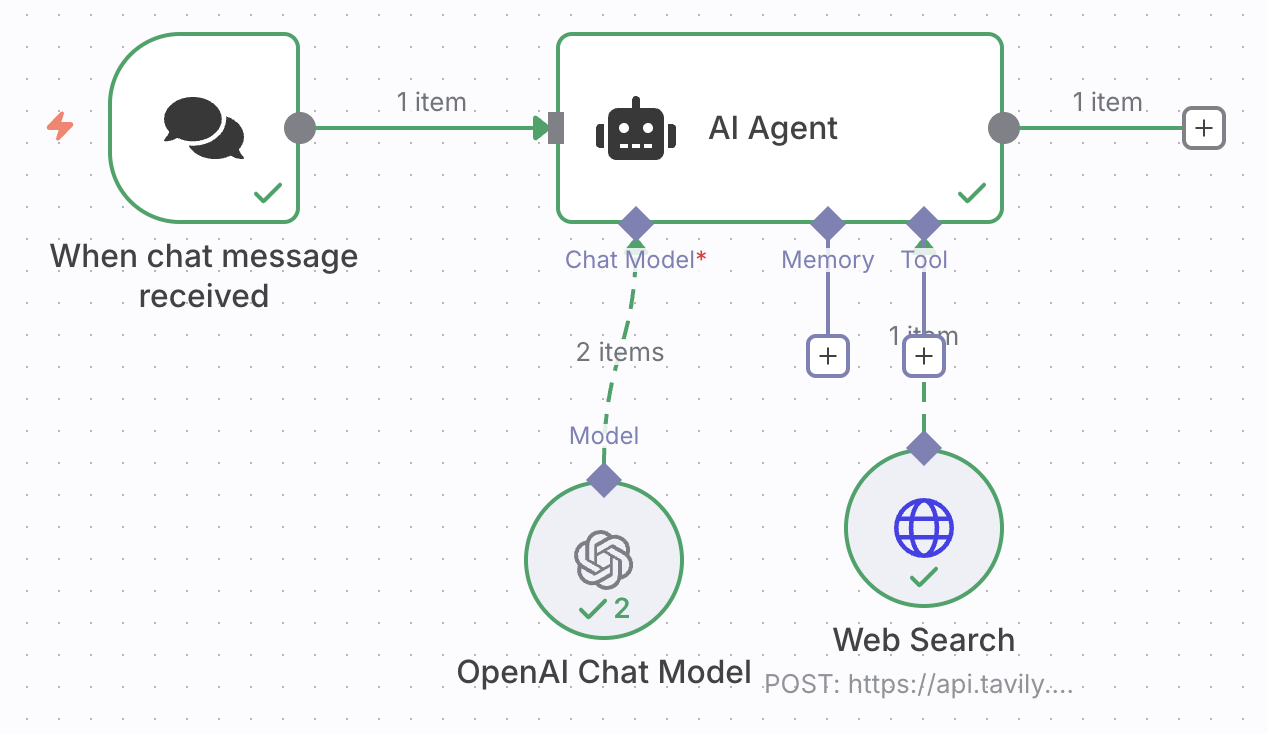 1 item
1 item
AI Agent
When chat message
received
Chat Model*
Memory
Tool
1 item
2 items
Model
2
Web Search
OpenAI Chat Model
POST: https://api.tavily....